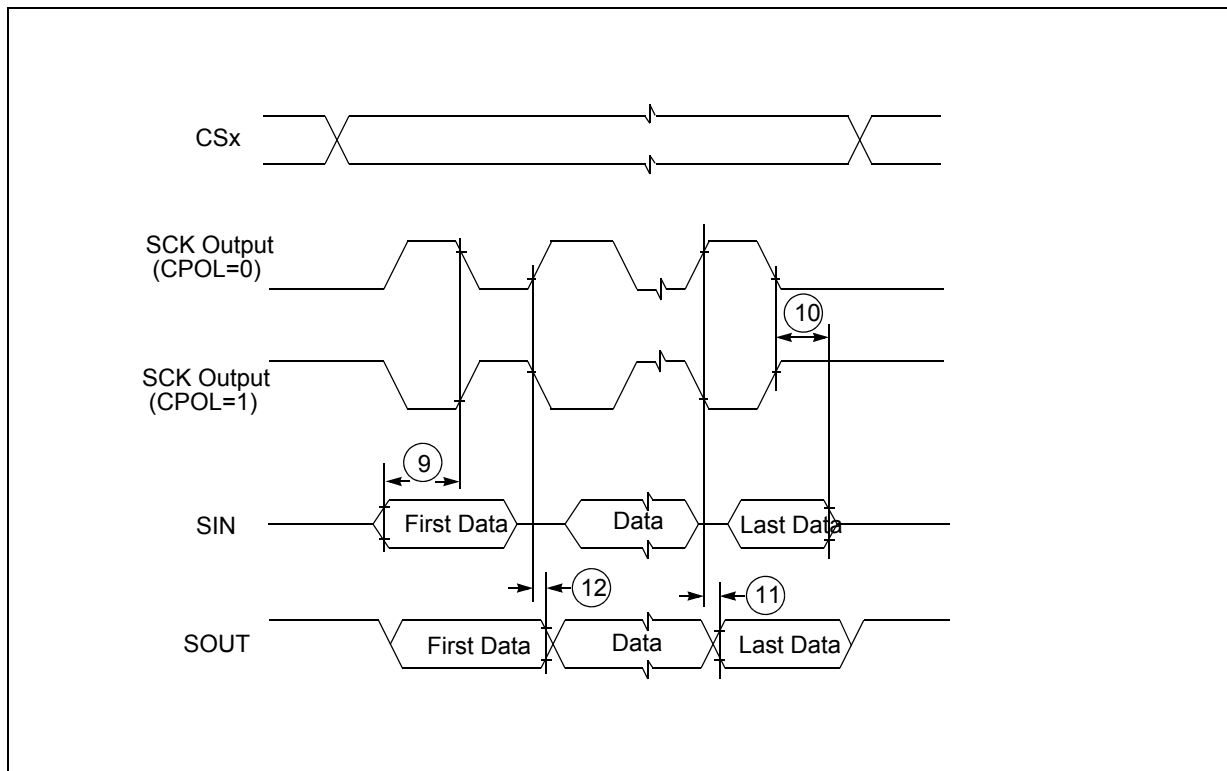 CSx
SCK Output
(CPOL=0)
10
SCK Output
(CPOL=1)
9
SIN
First Data
Data
Last Data
12
11
SOUT
First Data
Data
Last Data